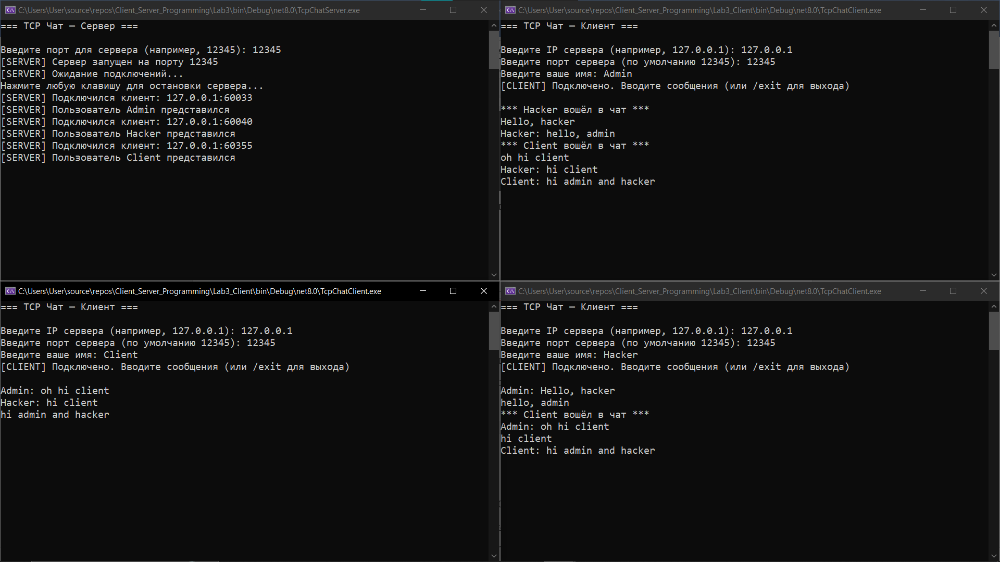 C:\Users\User\source\repos\Client_Server_Programming\Lab3\bin\Debug\net8.0\TcpChatServer.exe
=== TCP Чат — Сервер ===
Введите порт для сервера (например, 12345): 12345
[SERVER] Сервер запущен на порту 12345
[SERVER] Ожидание подключений...
Нажмите любую клавишу для остановки сервера...
[SERVER] Подключился клиент: 127.0.0.1:60033
[SERVER] Пользователь Admin представился
[SERVER] Подключился клиент: 127.0.0.1:60040
[SERVER] Пользователь Hacker представился
[SERVER] Подключился клиент: 127.0.0.1:60355
[SERVER] Пользователь Client представился
C:\Users\User\source\repos\Client_Server_Programming\Lab3_Client\bin\Debug\net8.0\TcpChatClient.exe
=== TCP Чат — Клиент ===
Введите IP сервера (например, 127.0.0.1): 127.0.0.1
Введите порт сервера (по умолчанию 12345): 12345
Введите ваше имя: Admin
[CLIENT] Подключено. Вводите сообщения (или /exit для выхода)
*** Hacker вошёл в чат ***
Hello, hacker
Hacker: hello, admin
*** Client вошёл в чат ***
oh hi client
Hacker: hi client
Client: hi admin and hacker
C:\Users\User\source\repos\Client_Server_Programming\Lab3_Client\bin\Debug\net8.0\TcpChatClient.exe
=== TCP Чат — Клиент ===
Введите IP сервера (например, 127.0.0.1): 127.0.0.1
Введите порт сервера (по умолчанию 12345): 12345
Введите ваше имя: Client
[CLIENT] Подключено. Вводите сообщения (или /exit для выхода)
Admin: oh hi client
Hacker: hi client
hi admin and hacker
C:\Users\User\source\repos\Client_Server_Programming\Lab3_Client\bin\Debug\net8.0\TcpChatClient.exe
=== TCP Чат — Клиент ===
Введите IP сервера (например, 127.0.0.1): 127.0.0.1
Введите порт сервера (по умолчанию 12345): 12345
Введите ваше имя: Hacker
[CLIENT] Подключено. Вводите сообщения (или /exit для выхода)
Admin: Hello, hacker
hello, admin
*** Client вошёл в чат ***
Admin: oh hi client
hi client
Client: hi admin and hacker